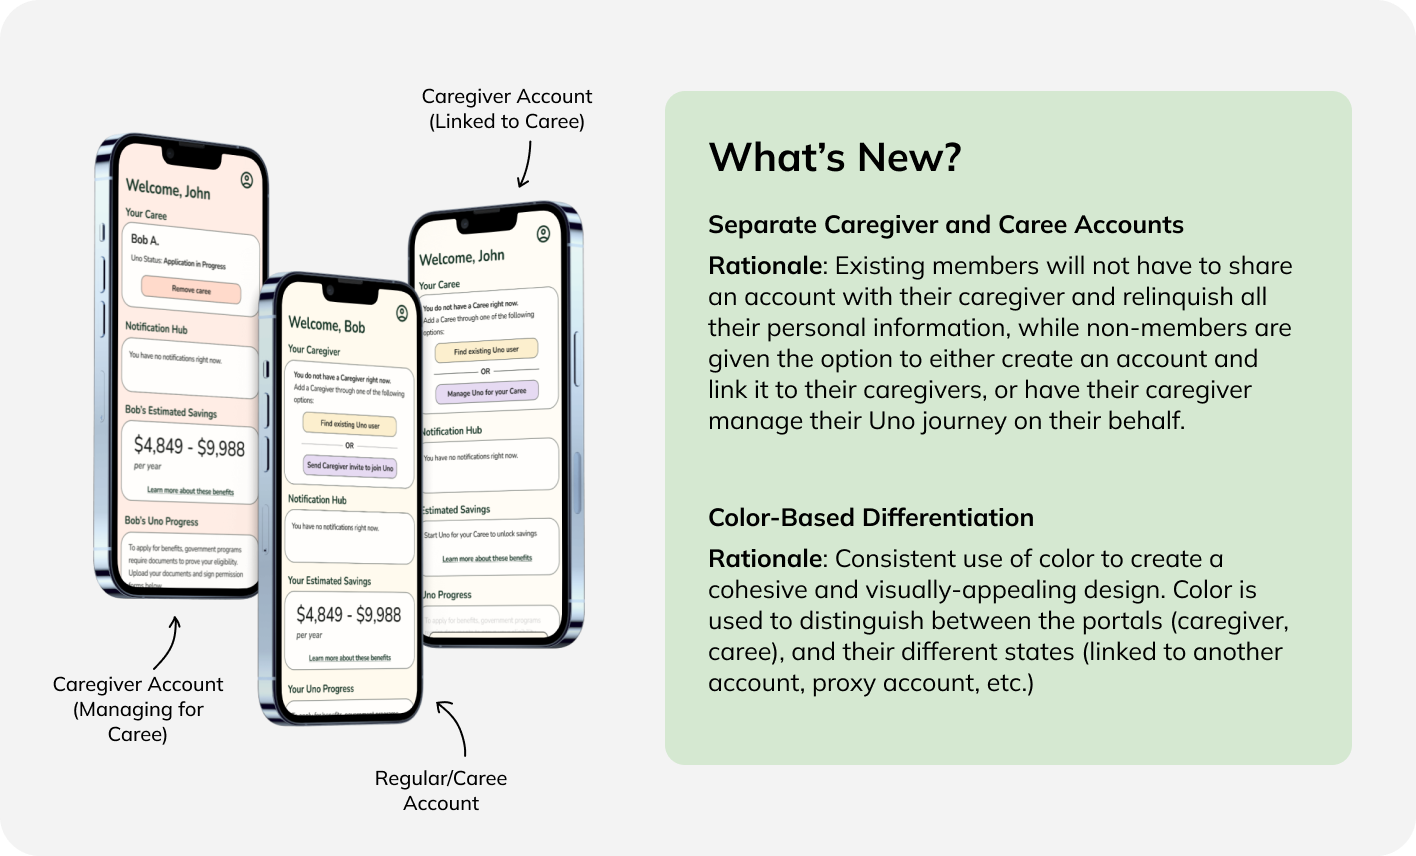 Caregiver Account
(Linked to Caree)
Welcome, John
Your Caree
Bob A.
Uno Status: Application in Progress
Remove caree
Notification Hub
You have no notifications right now.
Bob's Estimated Savings
$4,849 - $9,988
per year
Learn more about these benefits
Bob's Uno Progress
To apply for benefits, government programs
require documents to prove your eligibility.
Upload your documents and sign permission
forms below.
Caregiver Account
(Managing for
Caree)
Welcome, Bob
Your Caregiver
You do not have a Caregiver right now.
Add a Caregiver through one of the following
options:
Find existing Uno user
OR
Send Caregiver invite to join Uno
Notification Hub
You have no notifications right now.
Your Estimated Savings
$4,849 - $9,988
per year
Learn more about these benefits
Your Uno Progress
To apply for benefits, government programs
Regular/Caree
Account
Welcome, John
Your Caree
You do not have a Caree right now.
Add a Caree through one of the following
options:
Find existing Uno user
OR
Manage Uno for your Caree
Notification Hub
You have no notifications right now.
Estimated Savings
Start Uno for your Caree to unlock savings
Learn more about these benefits
Uno Progress
To apply for benefits, government programs
What’s New?
Separate Caregiver and Caree Accounts
Rationale: Existing members will not have to share
an account with their caregiver and relinquish all
their personal information, while non-members are
given the option to either create an account and
link it to their caregivers, or have their caregiver
manage their Uno journey on their behalf.
Color-Based Differentiation
Rationale: Consistent use of color to create a
cohesive and visually-appealing design. Color is
used to distinguish between the portals (caregiver,
caree), and their different states (linked to another
account, proxy account, etc.)